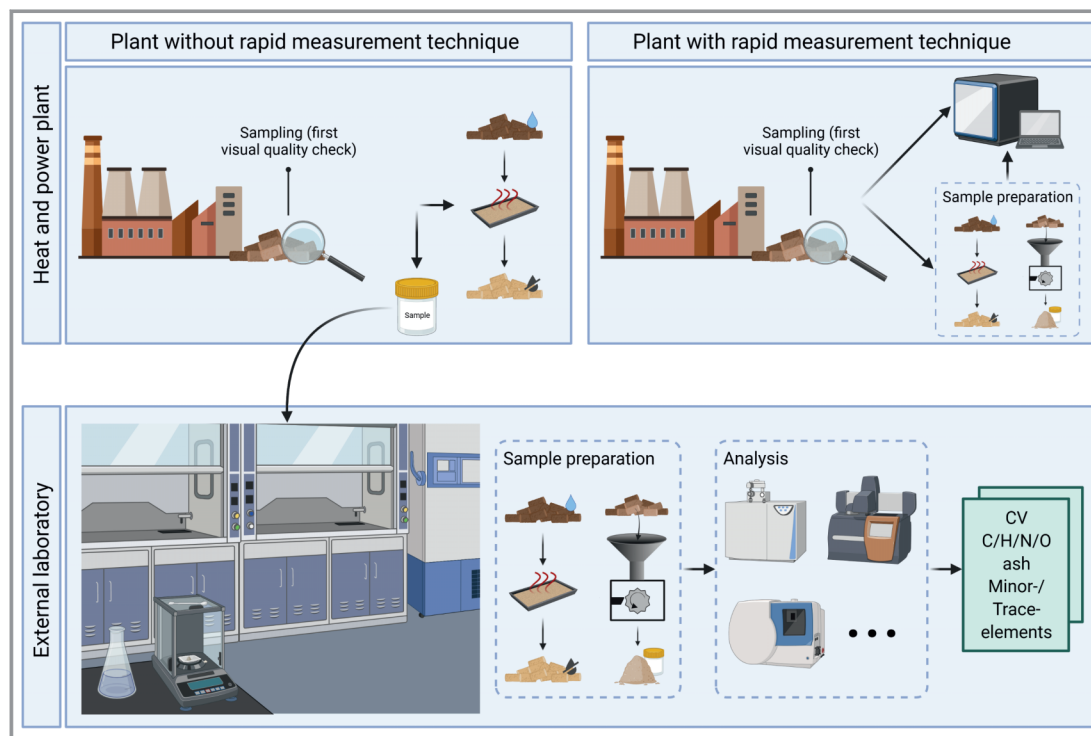 Plant without rapid measurement technique
Plant with rapid measurement technique
Heat and power plant
Sampling (first
visual quality check)
Sample
Sampling (first
visual quality check)
Sample preparation
External laboratory
Sample preparation
Analysis
CV
C/H/N/O
ash
Minor-/
Trace-
elements